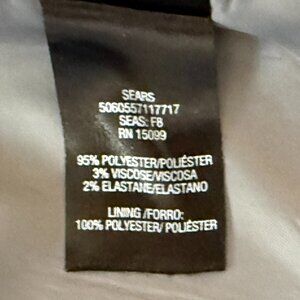 SEARS
5060557117717
SEAS: F8
RN 15099
95% POLYESTER/POLIÉSTER
3% VISCOSE/VISCOSA
2% ELASTANE/ELASTANO
LINING /FORRO:
100% POLYESTER/ POLIÉSTER